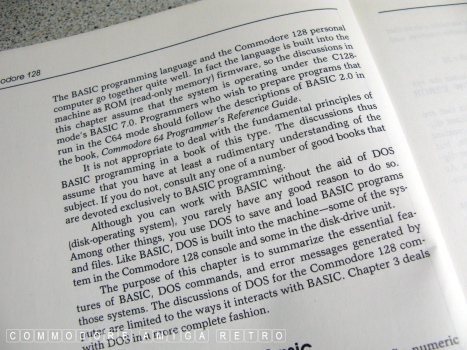 odore 128
The BASIC programming language and the Commodore 128 personal
computer go together quite well. In fact the language is built into the
machine as ROM (read-only memory) firmware, so the discussions in
this chapter assume that the system is operating under the C128-
mode's BASIC 7.0. Programmers who wish to prepare programs that
run in the C64 mode should follow the descriptions of BASIC 2.0 in
the book, Commodore 64 Programmer's Reference Guide.
It is not appropriate to deal with the fundamental principles of
BASIC programming in a book of this type. The discussions thus
assume that you have at least a rudimentary understanding of the
subject. If you do not, consult any one of a number of good books that
are devoted exclusively to BASIC programming.
Although you can work with BASIC without the aid of DOS
(disk-operating system), you rarely have any good reason to do so.
Among other things, you use DOS to save and load BASIC programs
and files. Like BASIC, DOS is built into the machine—some of the sys-
tem in the Commodore 128 console and some in the disk-drive unit.
The purpose of this chapter is to summarize the essential fea-
tures of BASIC, DOS commands, and error messages generated by
those systems. The discussions of DOS for the Commodore 128 com-
puter are limited to the ways it interacts with BASIC. Chapter 3 deals
with DOS in a more complete fashion.
COMMODORE AMIGA RETRO
numeric